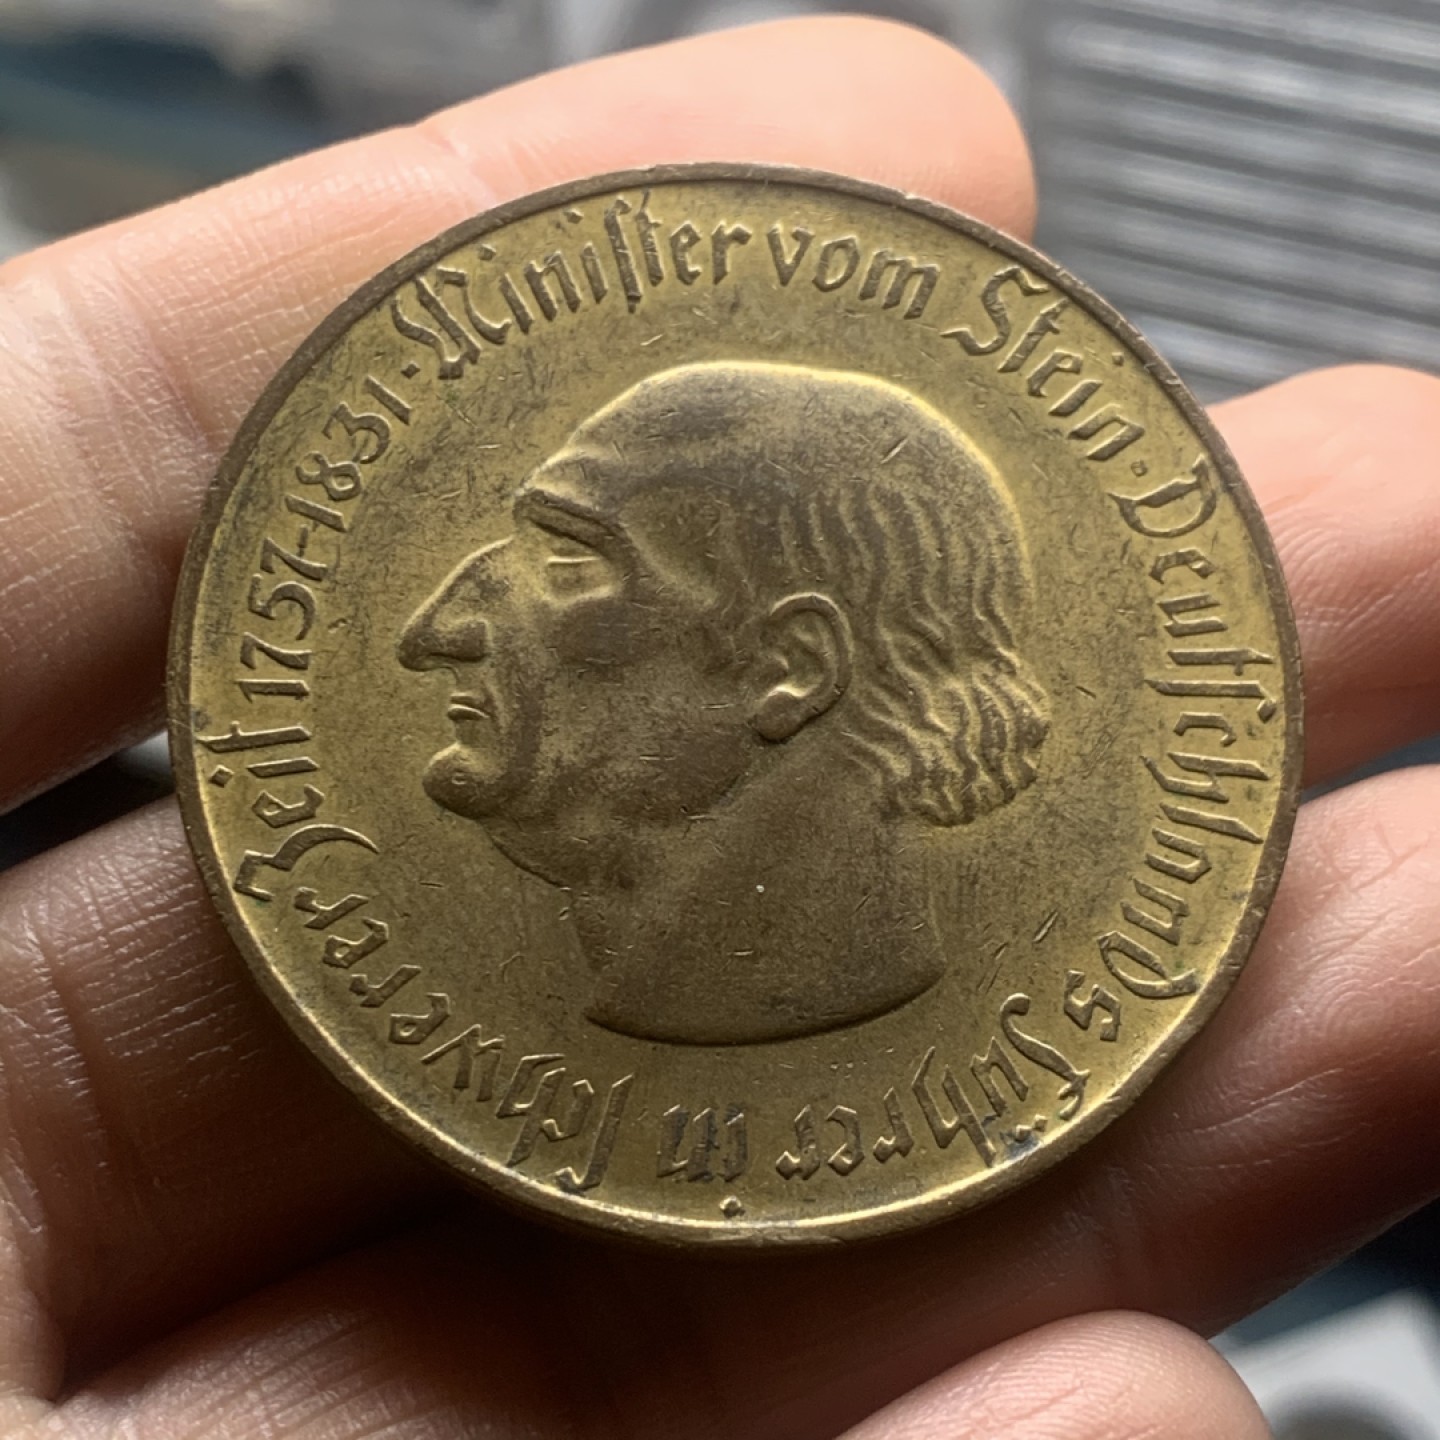 Miniſter vom Stein · Deutſchlands Führer in ſchwerer Zeit 1757-1831 ·